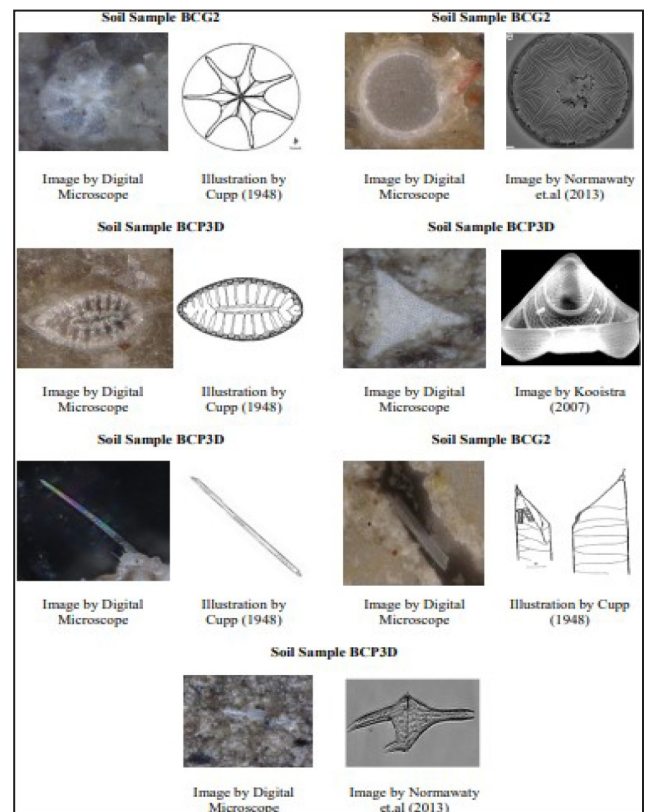 Soil Sample BCG2
Soil Sample BCG2
Image by Digital
Microscope
Illustration by
Cupp (1948)
Image by Digital
Microscope
Image by Normawaty
et.al (2013)
Soil Sample BCP3D
Soil Sample BCP3D
Image by Digital
Microscope
Illustration by
Cupp (1948)
Image by Digital
Microscope
Image by Kooistra
(2007)
Soil Sample BCP3D
Soil Sample BCG2
Image by Digital
Microscope
Illustration by
Cupp (1948)
Image by Digital
Microscope
Illustration by Cupp
(1948)
Soil Sample BCP3D
Image by Digital
Microscope
Image by Normawaty
et.al (2013)